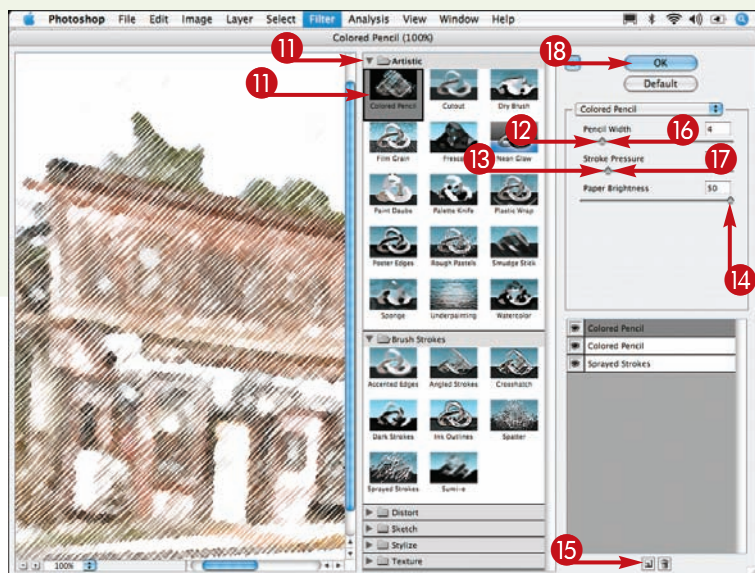 Photoshop File Edit Image Layer Select Filter Analysis View Window Help
Colored Pencil (100%)
11 Artistic
11
Colored Pencil Cutout Dry Brush
Film Grain Fresco Neon Glow
Paint Daubs Palette Knife Plastic Wrap
Poster Edges Rough Pastels Smudge Stick
Sponge Underpainting Watercolor
Brush Strokes
Accented Edges Angled Strokes Crosshatch
Dark Strokes Ink Outlines Spatter
Sprayed Strokes Sumi-e
Distort
Sketch
Stylize
Texture
18 OK
Default
Colored Pencil
Pencil Width 4
12 16
Stroke Pressure
13 17
Paper Brightness 50
14
Colored Pencil
Colored Pencil
Sprayed Strokes
15
100%